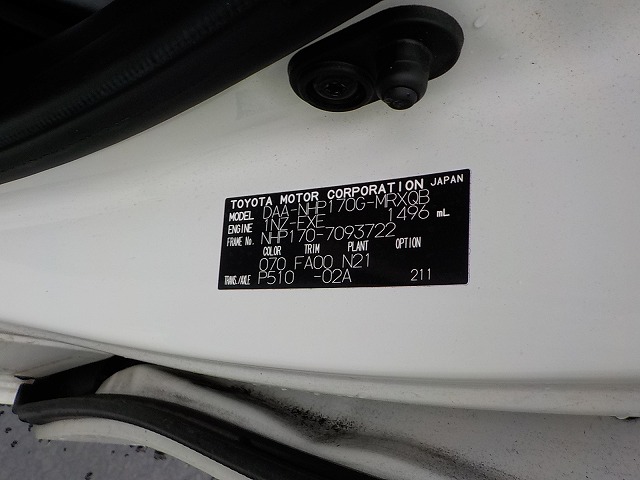 TOYOTA MOTOR CORPORATION JAPAN
MODEL DAA-NHP170G-MRXQB
ENGINE 1NZ-FXE 1496 mL
FRAME No. NHP170-7093722
COLOR TRIM PLANT OPTION
070 FA00 N21
TRANS./AXLE P510 -02A 211